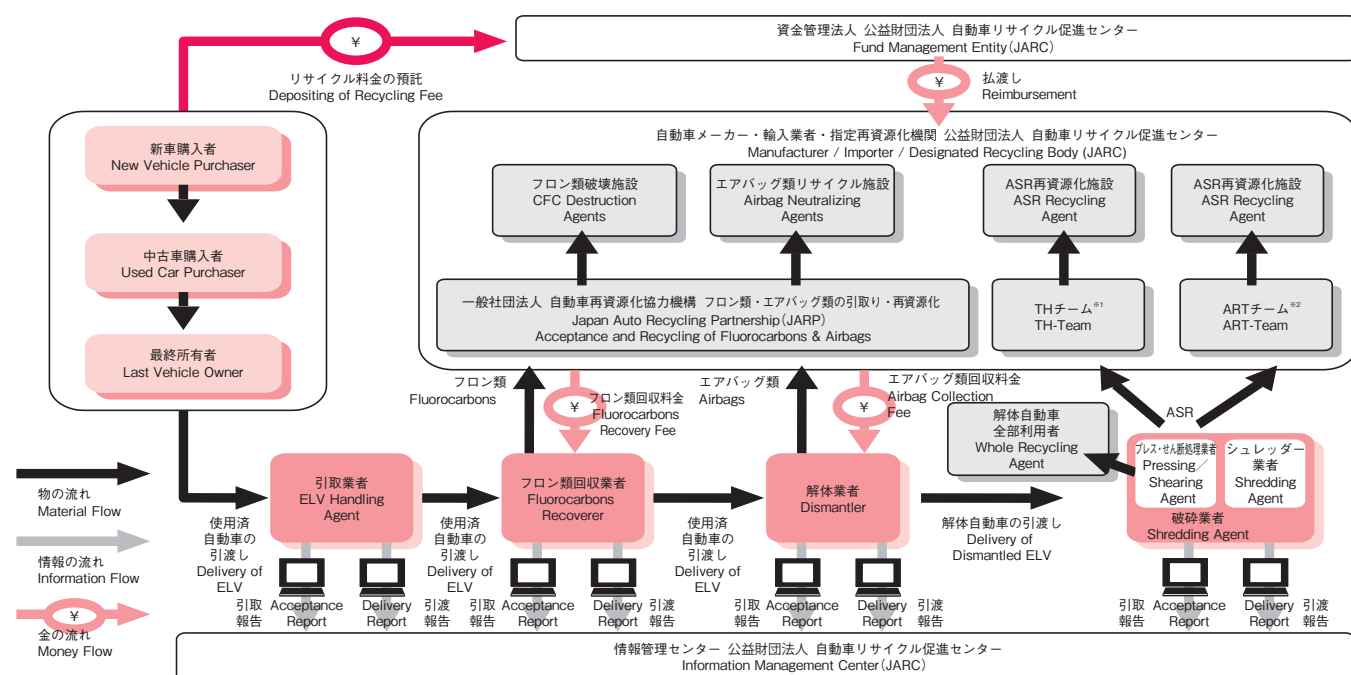 ¥
資金管理法人 公益財団法人 自動車リサイクル促進センター
Fund Management Entity(JARC)
リサイクル料金の預託
Depositing of Recycling Fee
¥
払渡し
Reimbursement
新車購入者
New Vehicle Purchaser
中古車購入者
Used Car Purchaser
最終所有者
Last Vehicle Owner
自動車メーカー・輸入業者・指定再資源化機関 公益財団法人 自動車リサイクル促進センター
Manufacturer / Importer / Designated Recycling Body (JARC)
フロン類破壊施設
CFC Destruction
Agents
エアバッグ類リサイクル施設
Airbag Neutralizing
Agents
ASR再資源化施設
ASR Recycling
Agent
ASR再資源化施設
ASR Recycling
Agent
一般社団法人 自動車再資源化協力機構 フロン類・エアバッグ類の引取り・再資源化
Japan Auto Recycling Partnership(JARP)
Acceptance and Recycling of Fluorocarbons & Airbags
THチーム※1
TH-Team
ARTチーム※2
ART-Team
フロン類
Fluorocarbons
¥
フロン類回収料金
Fluorocarbons
Recovery Fee
エアバッグ類
Airbags
¥
エアバッグ類回収料金
Airbag Collection
Fee
解体自動車
全部利用者
Whole Recycling
Agent
ASR
物の流れ
Material Flow
情報の流れ
Information Flow
¥
金の流れ
Money Flow
引取業者
ELV Handling
Agent
フロン類回収業者
Fluorocarbons
Recoverer
解体業者
Dismantler
プレス・せん断処理業者
Pressing／
Shearing
Agent
シュレッダー
業者
Shredding
Agent
破砕業者
Shredding Agent
使用済
自動車の
引渡し
Delivery of
ELV
使用済
自動車の
引渡し
Delivery of
ELV
使用済
自動車の
引渡し
Delivery of
ELV
解体自動車の引渡し
Delivery of
Dismantled ELV
引取
報告
Acceptance
Report
Delivery
Report
引渡
報告
引取
報告
Acceptance
Report
Delivery
Report
引渡
報告
引取
報告
Acceptance
Report
Delivery
Report
引渡
報告
引取
報告
Acceptance
Report
Delivery
Report
引渡
報告
情報管理センター 公益財団法人 自動車リサイクル促進センター
Information Management Center(JARC)